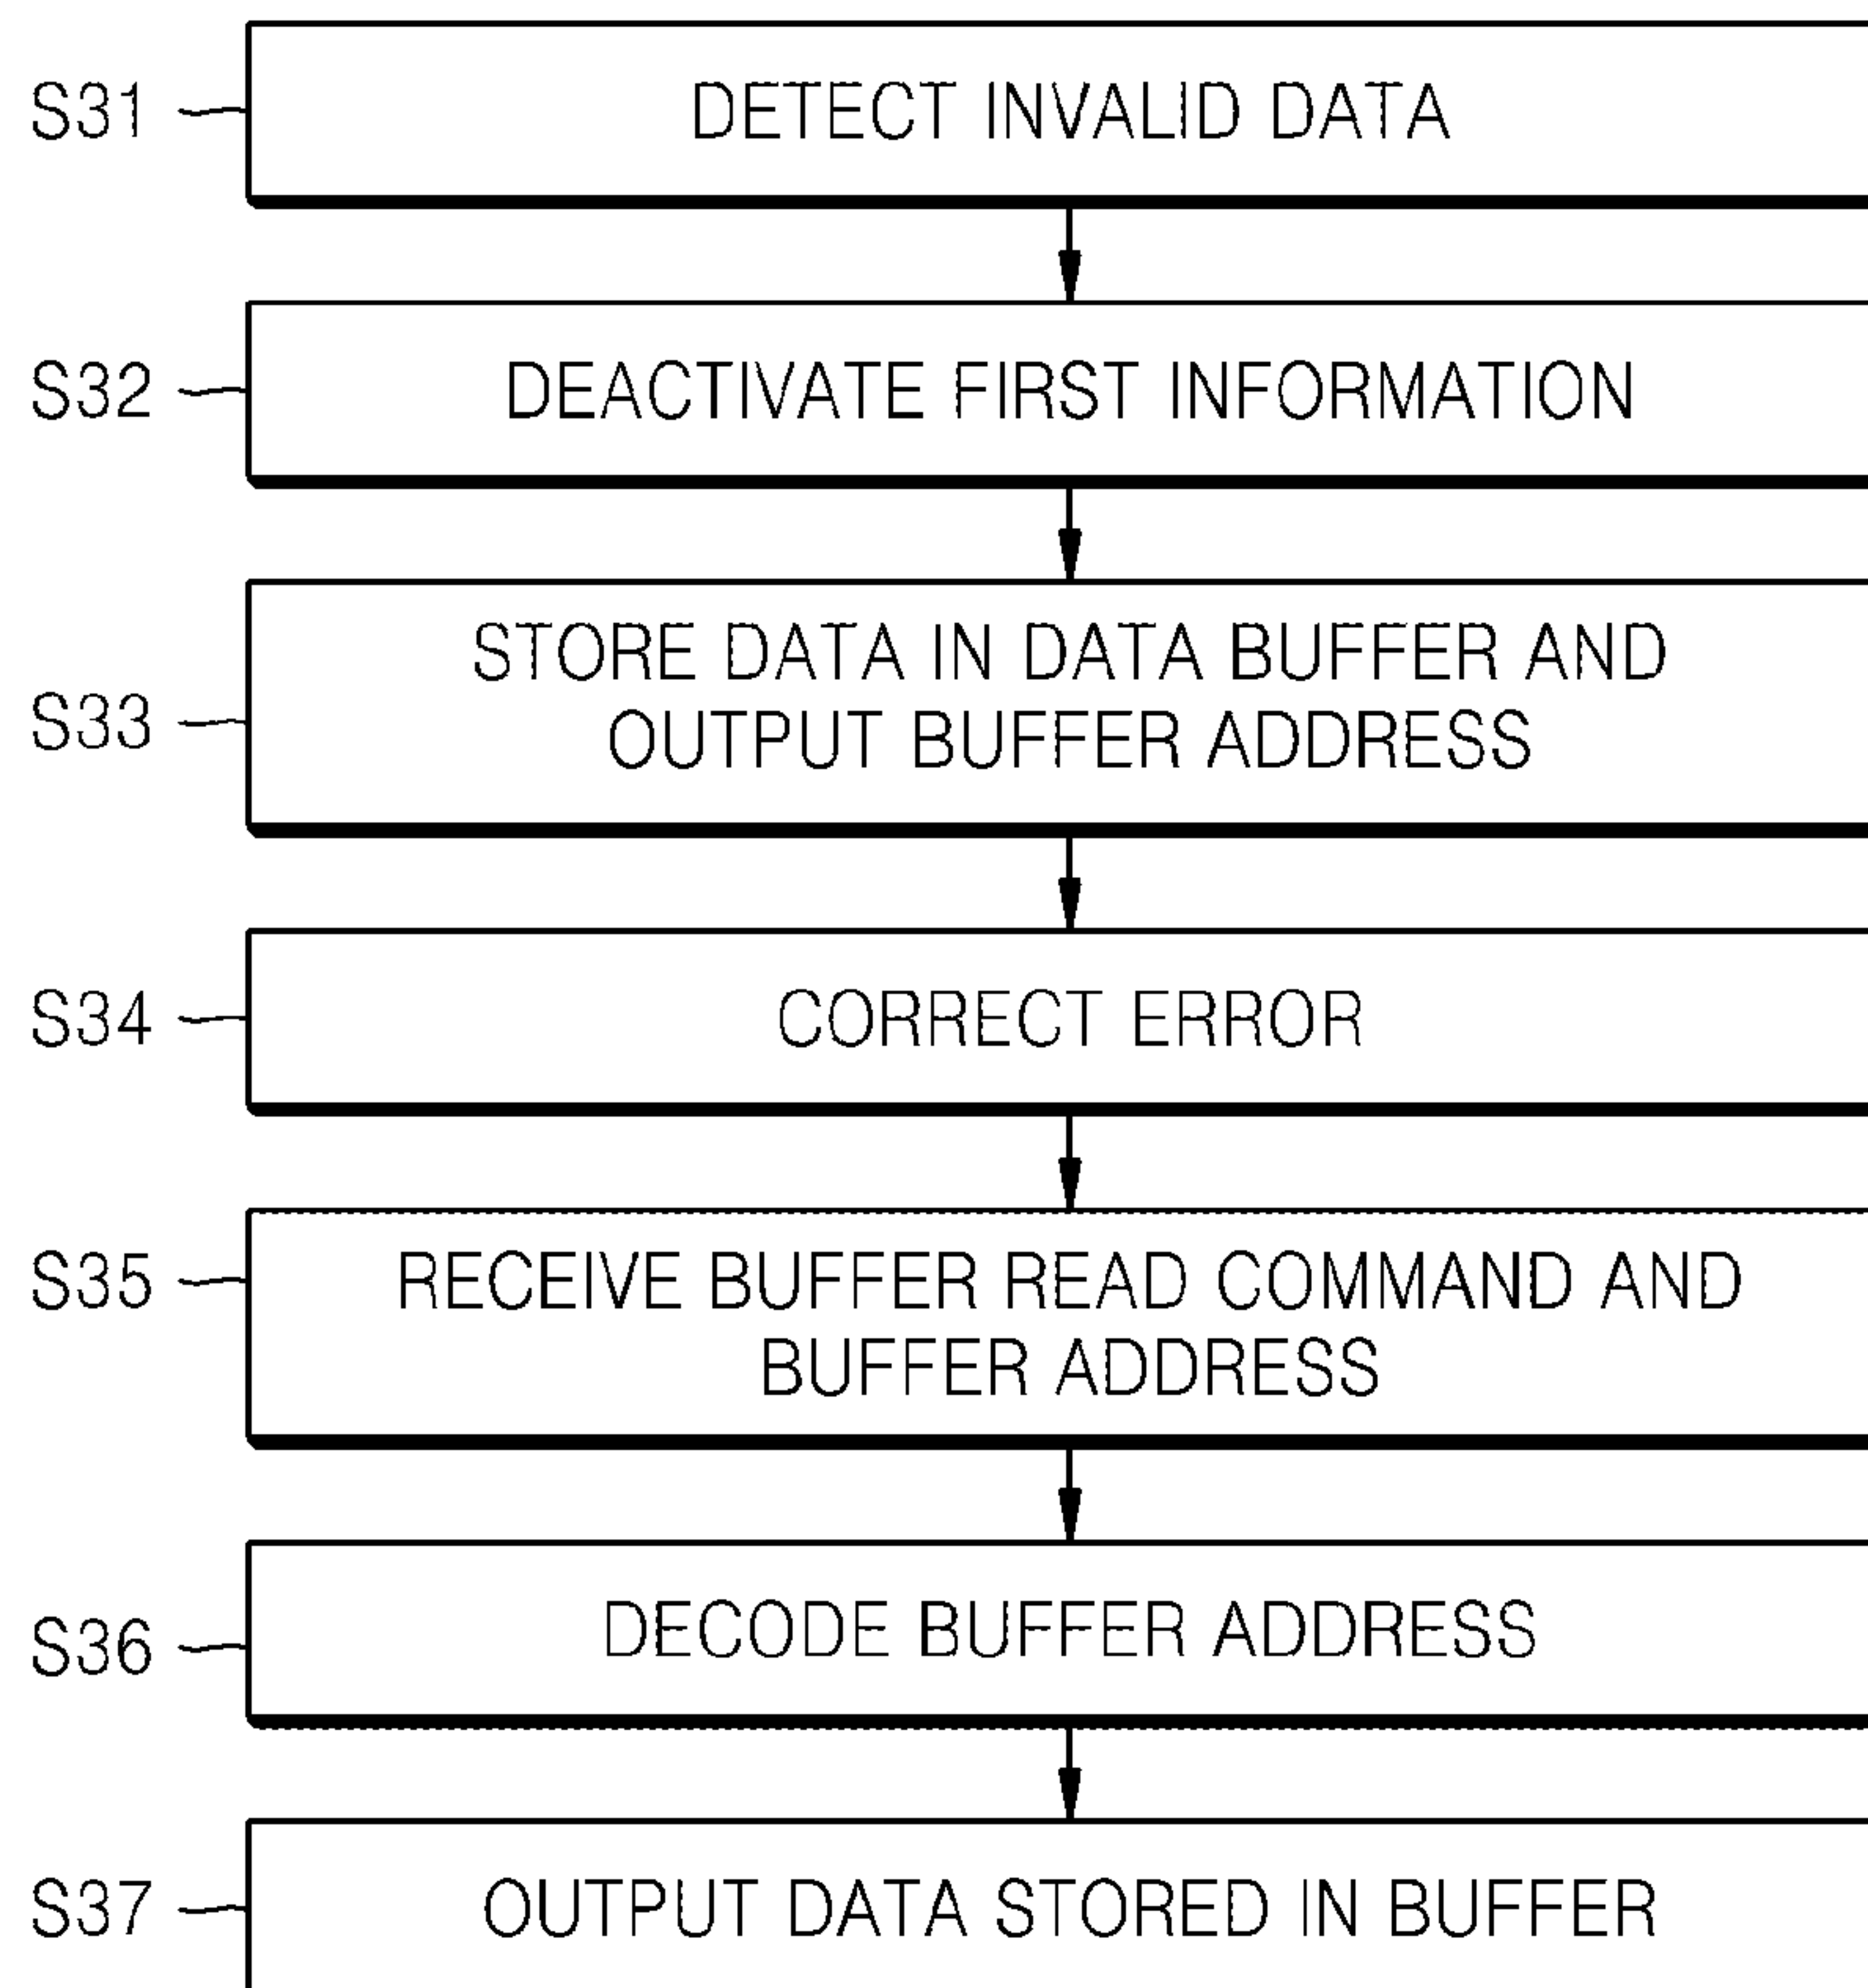 S31 DETECT INVALID DATA
S32 DEACTIVATE FIRST INFORMATION
STORE DATA IN DATA BUFFER AND
S33
OUTPUT BUFFER ADDRESS
S34 CORRECT ERROR
S35 RECEIVE BUFFER READ COMMAND AND
BUFFER ADDRESS
S36 DECODE BUFFER ADDRESS
S37 OUTPUT DATA STORED IN BUFFER